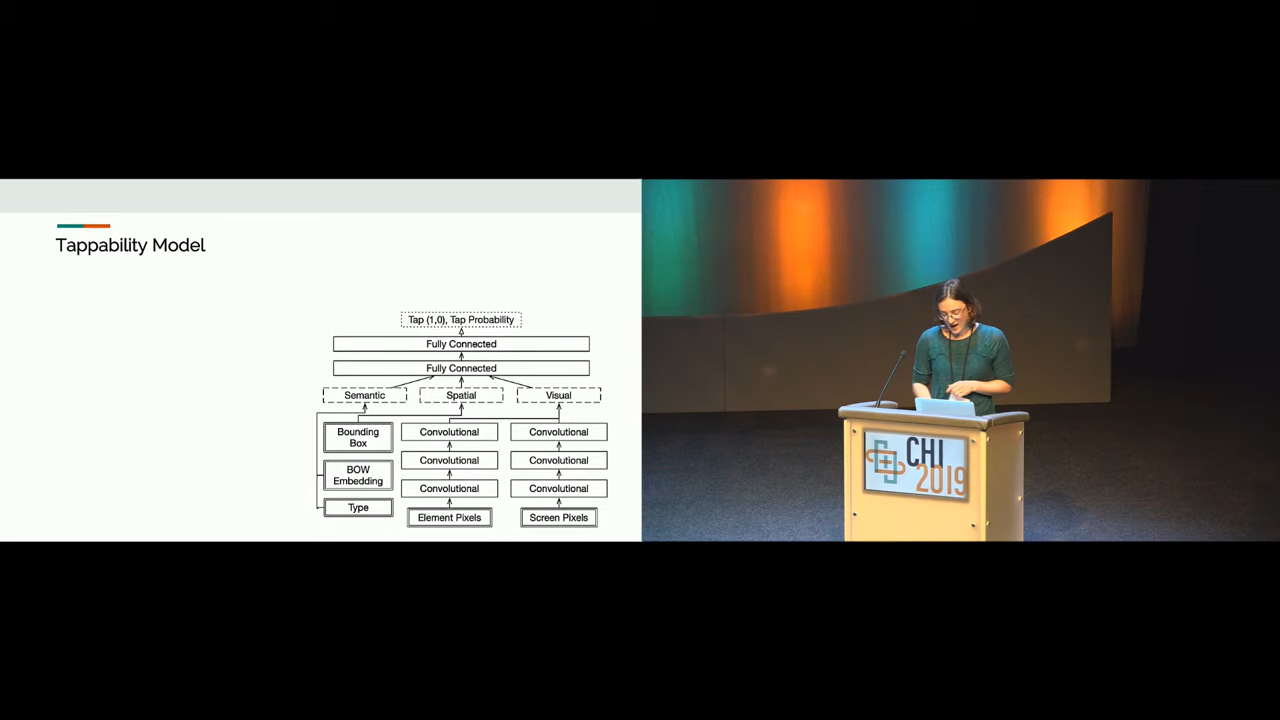 Tappability Model
Tap (1,0), Tap Probability
Fully Connected
Fully Connected
Semantic
Spatial
Visual
Bounding
Box
Convolutional
Convolutional
BOW
Embedding
Convolutional
Convolutional
Type
Convolutional
Convolutional
Element Pixels
Screen Pixels
CHI
2019